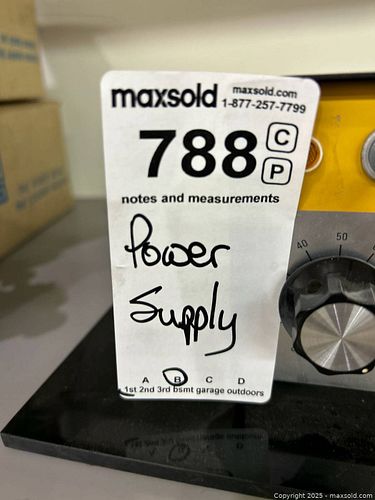 maxsold
maxsold.com
1-877-257-7799
788
C
P
notes and measurements
Power
Supply
A B C D
1st 2nd 3rd bsmt garage outdoors
40
50
Copyright 2025 - maxsold.com